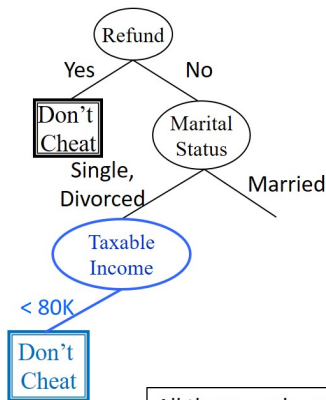 Refund
Yes
No
Don't
Cheat
Marital
Status
Single,
Divorced
Married
Taxable
Income
< 80K
Don't
Cheat